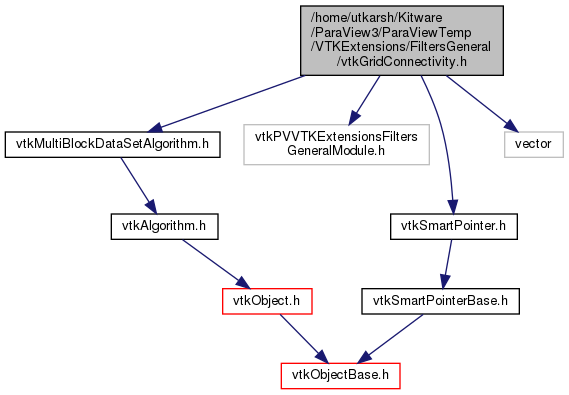 /home/utkarsh/Kitware
/ParaView3/ParaViewTemp
/VTKExtensions/FiltersGeneral
/vtkGridConnectivity.h
vtkMultiBlockDataSetAlgorithm.h
vtkPVVTKExtensionsFilters
GeneralModule.h
vector
vtkAlgorithm.h
vtkSmartPointer.h
vtkObject.h
vtkSmartPointerBase.h
vtkObjectBase.h